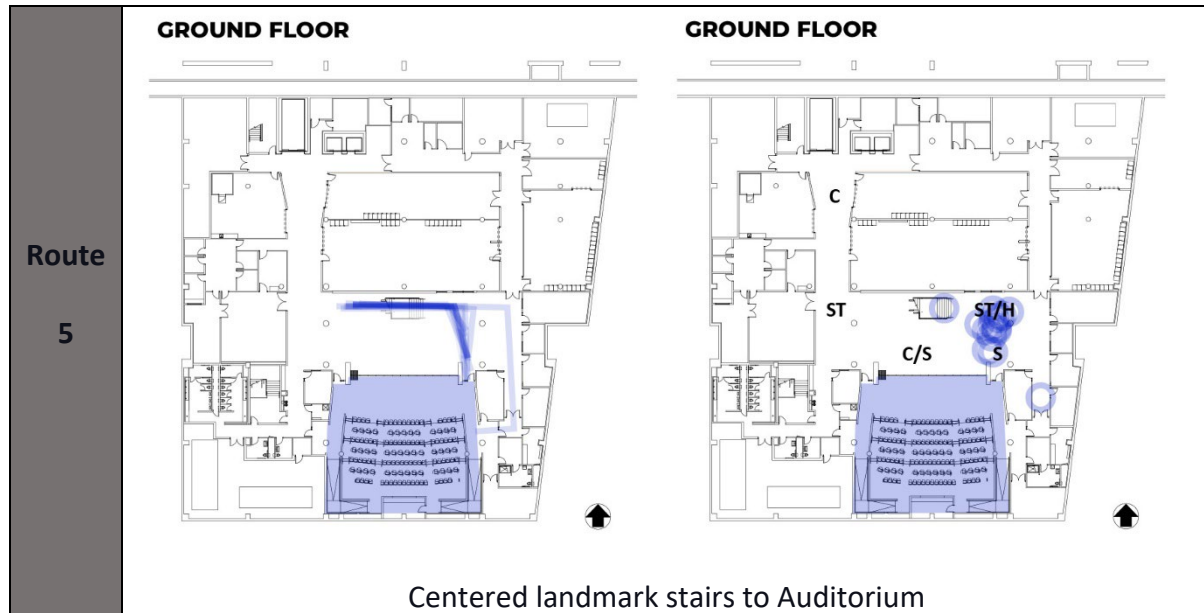 Route
5
GROUND FLOOR
GROUND FLOOR
C
ST
ST/H
C/S
S
Centered landmark stairs to Auditorium